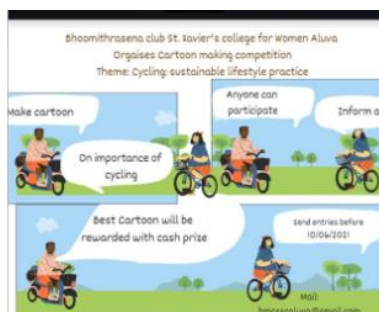 Bhoomithrasena club St. Xavier's college for Women Aluva
Orgaises Cartoon making competition
Theme: Cycling: sustainable lifestyle practice
Make cartoon
On importance of
cycling
Anyone can
participate
Inform a
Best Cartoon will be
rewarded with cash prize
Send entries before
10/06/2021
Mail: